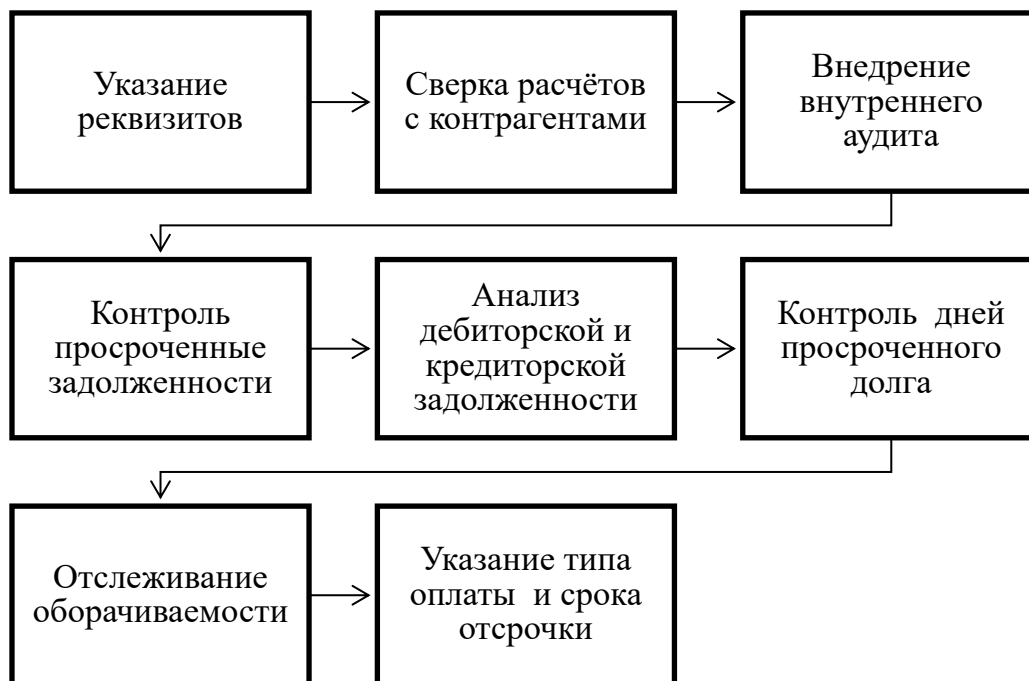 Указание
реквизитов
Сверка расчётов
с контрагентами
Внедрение
внутреннего
аудита
Контроль
просроченные
задолженности
Анализ
дебиторской и
кредиторской
задолженности
Контроль  дней
просроченного
долга
Отслеживание
оборачиваемости
Указание типа
оплаты  и срока
отсрочки